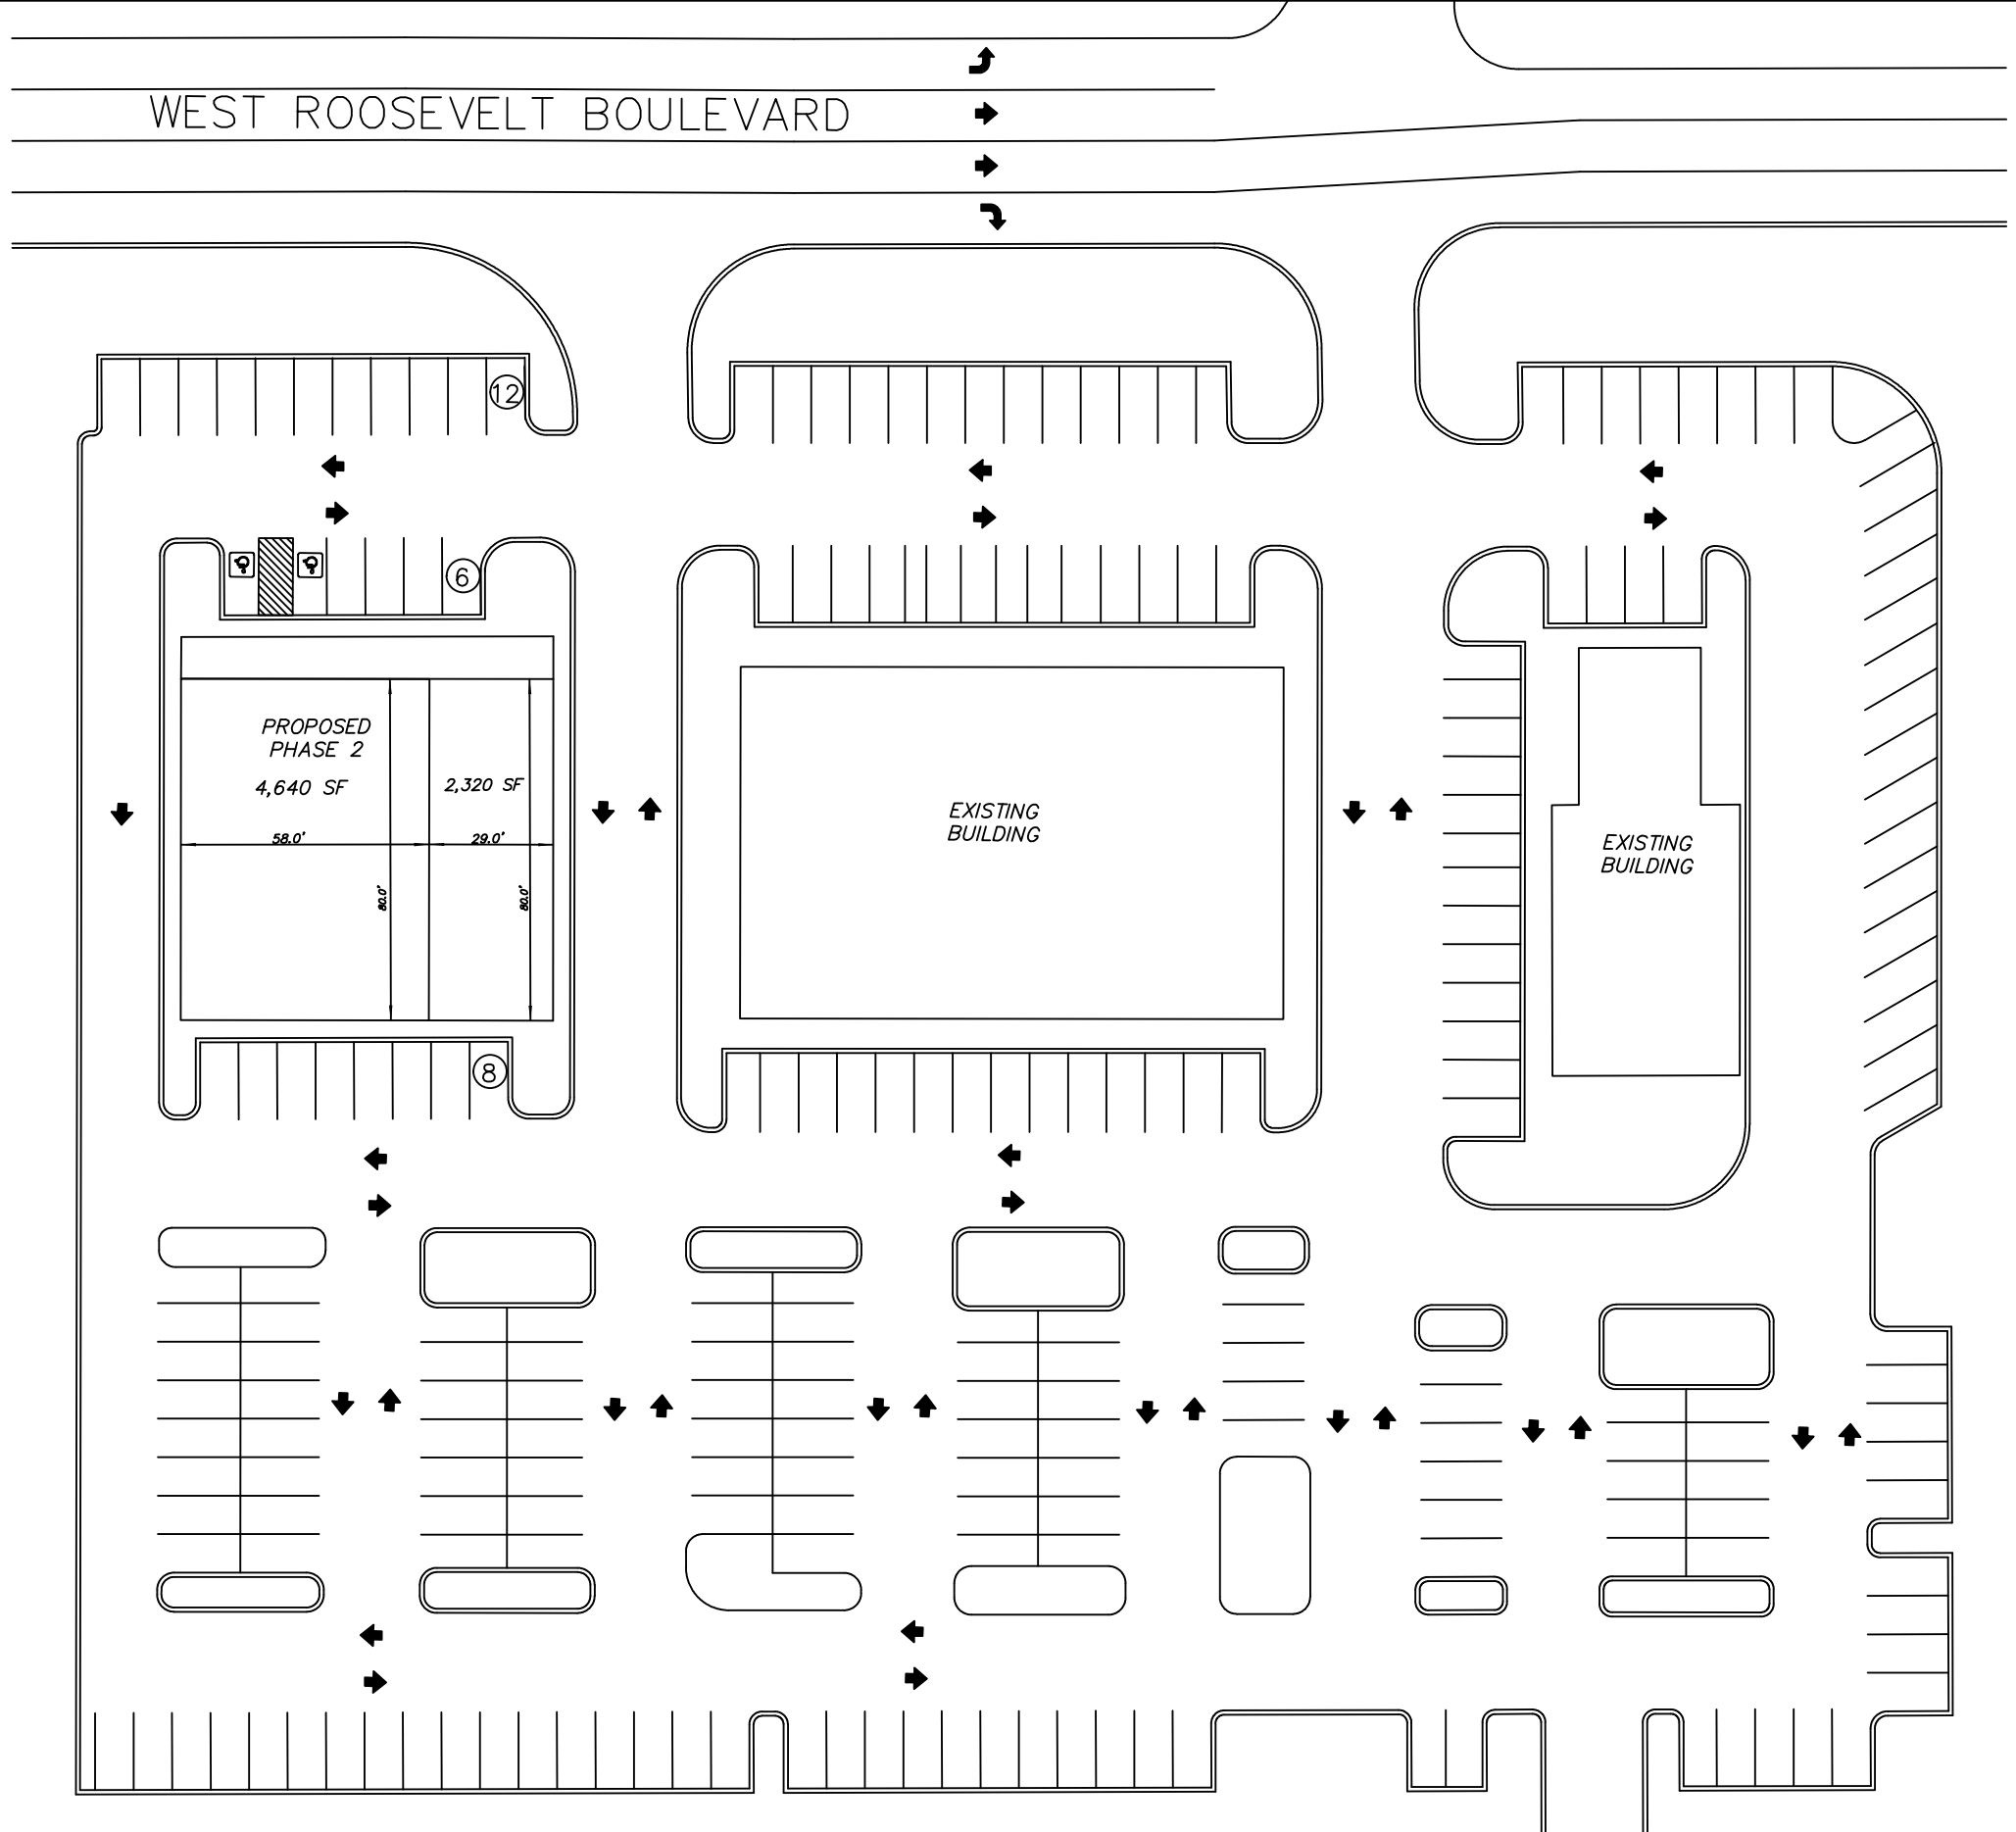 WEST ROOSEVELT BOULEVARD
12
6
PROPOSED
PHASE 2
4,640 SF
2,320 SF
58.0'
29.0'
80.0'
80.0'
8
EXISTING
BUILDING
EXISTING
BUILDING